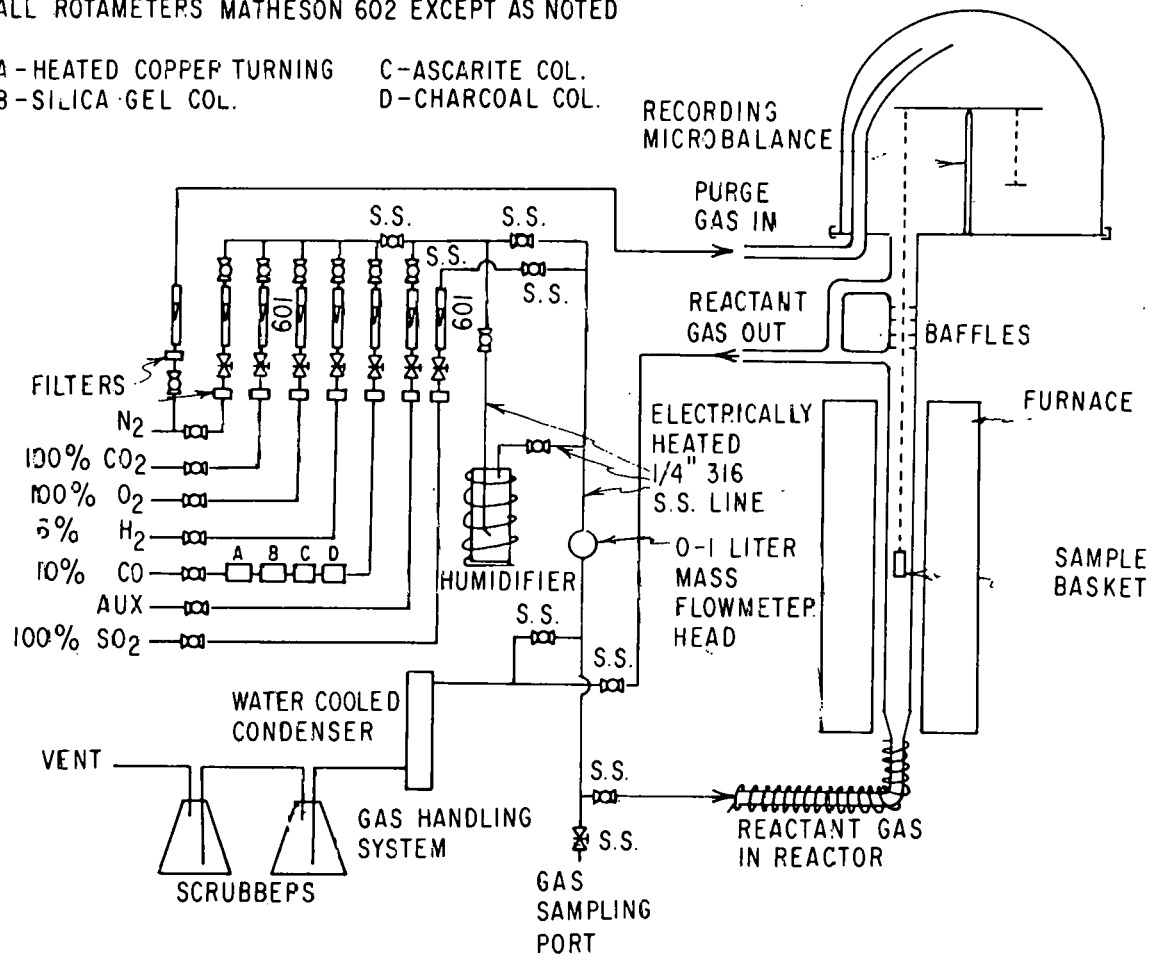 ALL ROTAMETERS MATHESON 602 EXCEPT AS NOTED
A-HEATED COPPER TURNING C-ASCARITE COL.
B-SILICA GEL COL. D-CHARCOAL COL.
RECORDING
MICROBALANCE
PURGE
GAS IN
S.S.
S.S.
S.S.
S.S.
601
601
REACTANT
GAS OUT
BAFFLES
FILTERS
FURNACE
N2
100% CO2
100% O2
6% H2
10% CO
A B C D
AUX
100% SO2
HUMIDIFIER
ELECTRICALLY
HEATED
1/4" 316
S.S. LINE
0-1 LITER
MASS
FLOWMETER
HEAD
SAMPLE
BASKET
S.S.
S.S.
WATER COOLED
CONDENSER
VENT
GAS HANDLING
SYSTEM
SCRUBBERS
S.S.
S.S.
REACTANT GAS
IN REACTOR
GAS
SAMPLING
PORT